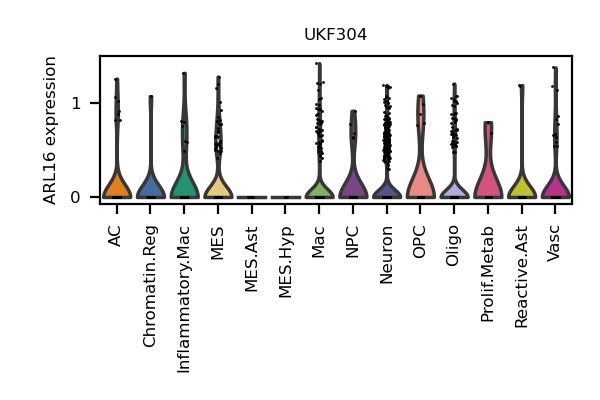 UKF304
ARL16 expression
1
0
AC
Chromatin.Reg
Inflammatory.Mac
MES
MES.Ast
MES.Hyp
Mac
NPC
Neuron
OPC
Oligo
Prolif.Metab
Reactive.Ast
Vasc